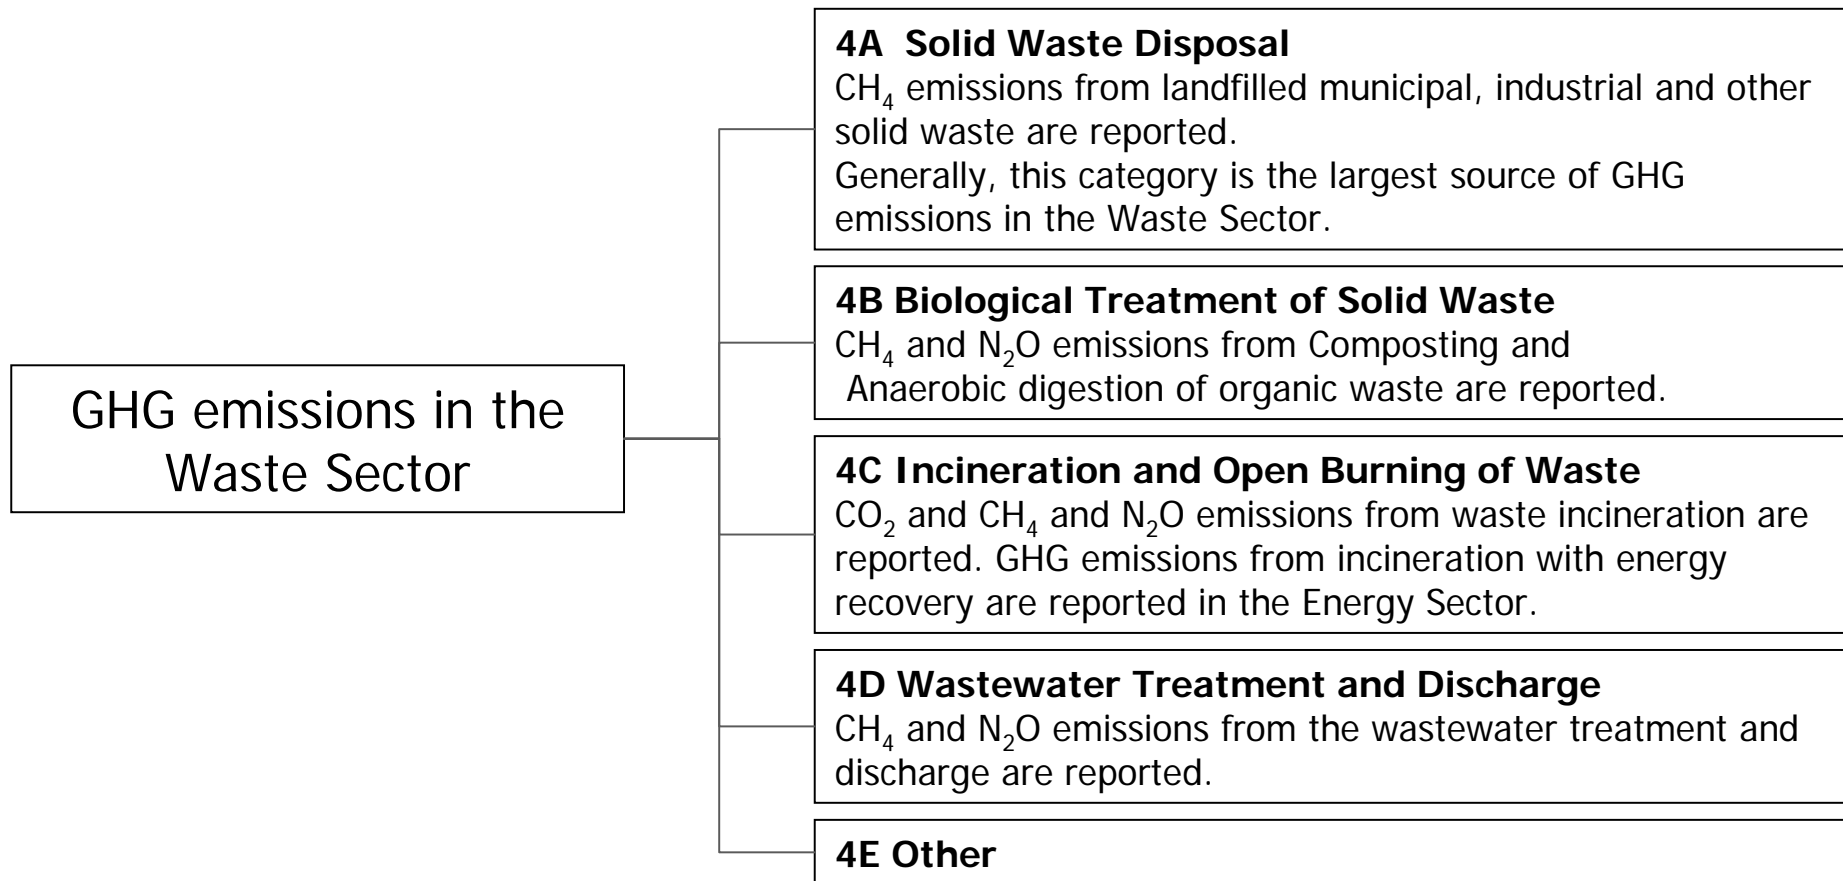 GHG emissions in the
Waste Sector
4A  Solid Waste Disposal
CH₄ emissions from landfilled municipal, industrial and other
solid waste are reported.
Generally, this category is the largest source of GHG
emissions in the Waste Sector.
4B Biological Treatment of Solid Waste
CH₄ and N₂O emissions from Composting and
Anaerobic digestion of organic waste are reported.
4C Incineration and Open Burning of Waste
CO₂ and CH₄ and N₂O emissions from waste incineration are
reported. GHG emissions from incineration with energy
recovery are reported in the Energy Sector.
4D Wastewater Treatment and Discharge
CH₄ and N₂O emissions from the wastewater treatment and
discharge are reported.
4E Other